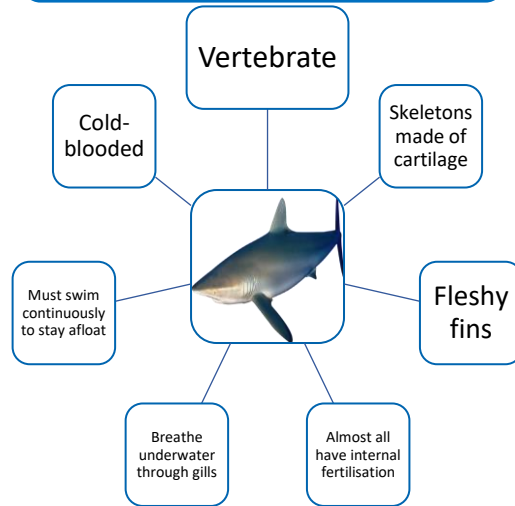 Vertebrate
Cold-
blooded
Skeletons
made of
cartilage
Must swim
continuously
to stay afloat
Fleshy
fins
Breathe
underwater
through gills
Almost all
have internal
fertilisation